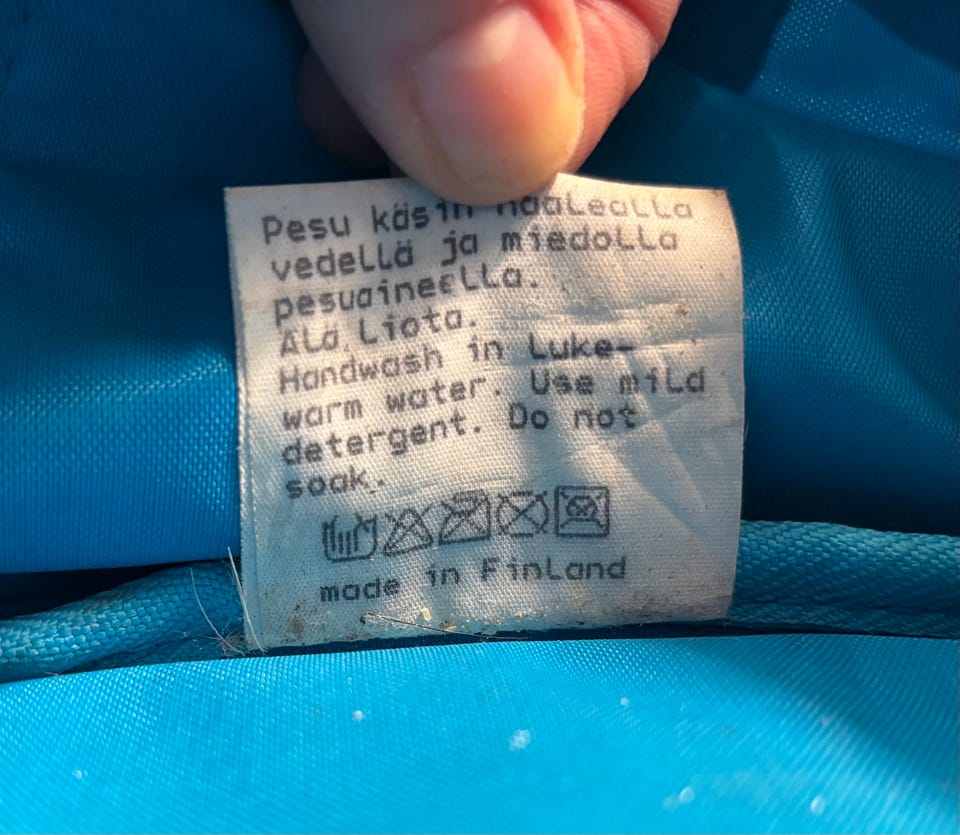 Pesu käsin haalealla
vedellä ja miedolla
pesuaineella.
Älä liota.
Handwash in luke-
warm water. Use mild
detergent. Do not
soak.
made in Finland